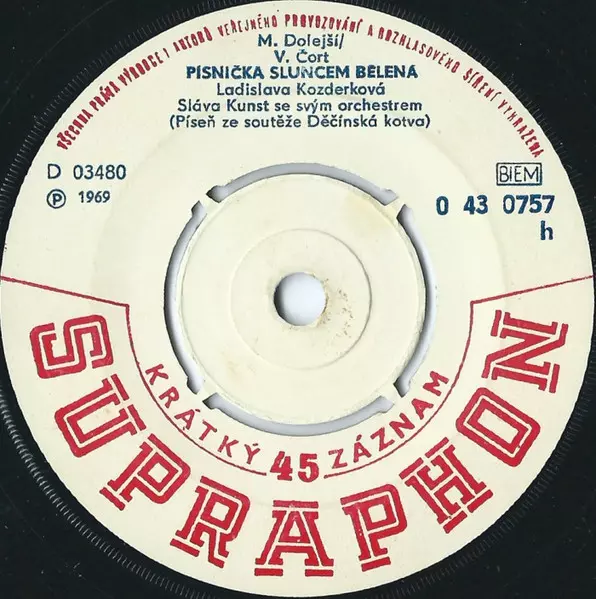 VŠECHNA PRÁVA VÝROBCE I AUTORŮ VEŘEJNÉHO PROVOZOVÁNÍ A ROZHLASOVÉHO ŠÍŘENÍ VYHRAŽENA
M. Dolejší/
V. Čort
PÍSNIČKA SLUNCEM BĚLENÁ
Ladislava Kozderková
Sláva Kunst se svým orchestrem
(Píseň ze soutěže Děčínská kotva)
D 03480
Ⓟ 1969
BIEM
0 43 0757
h
KRÁTKÝ 45 ZÁZNAM
SUPRAPHON